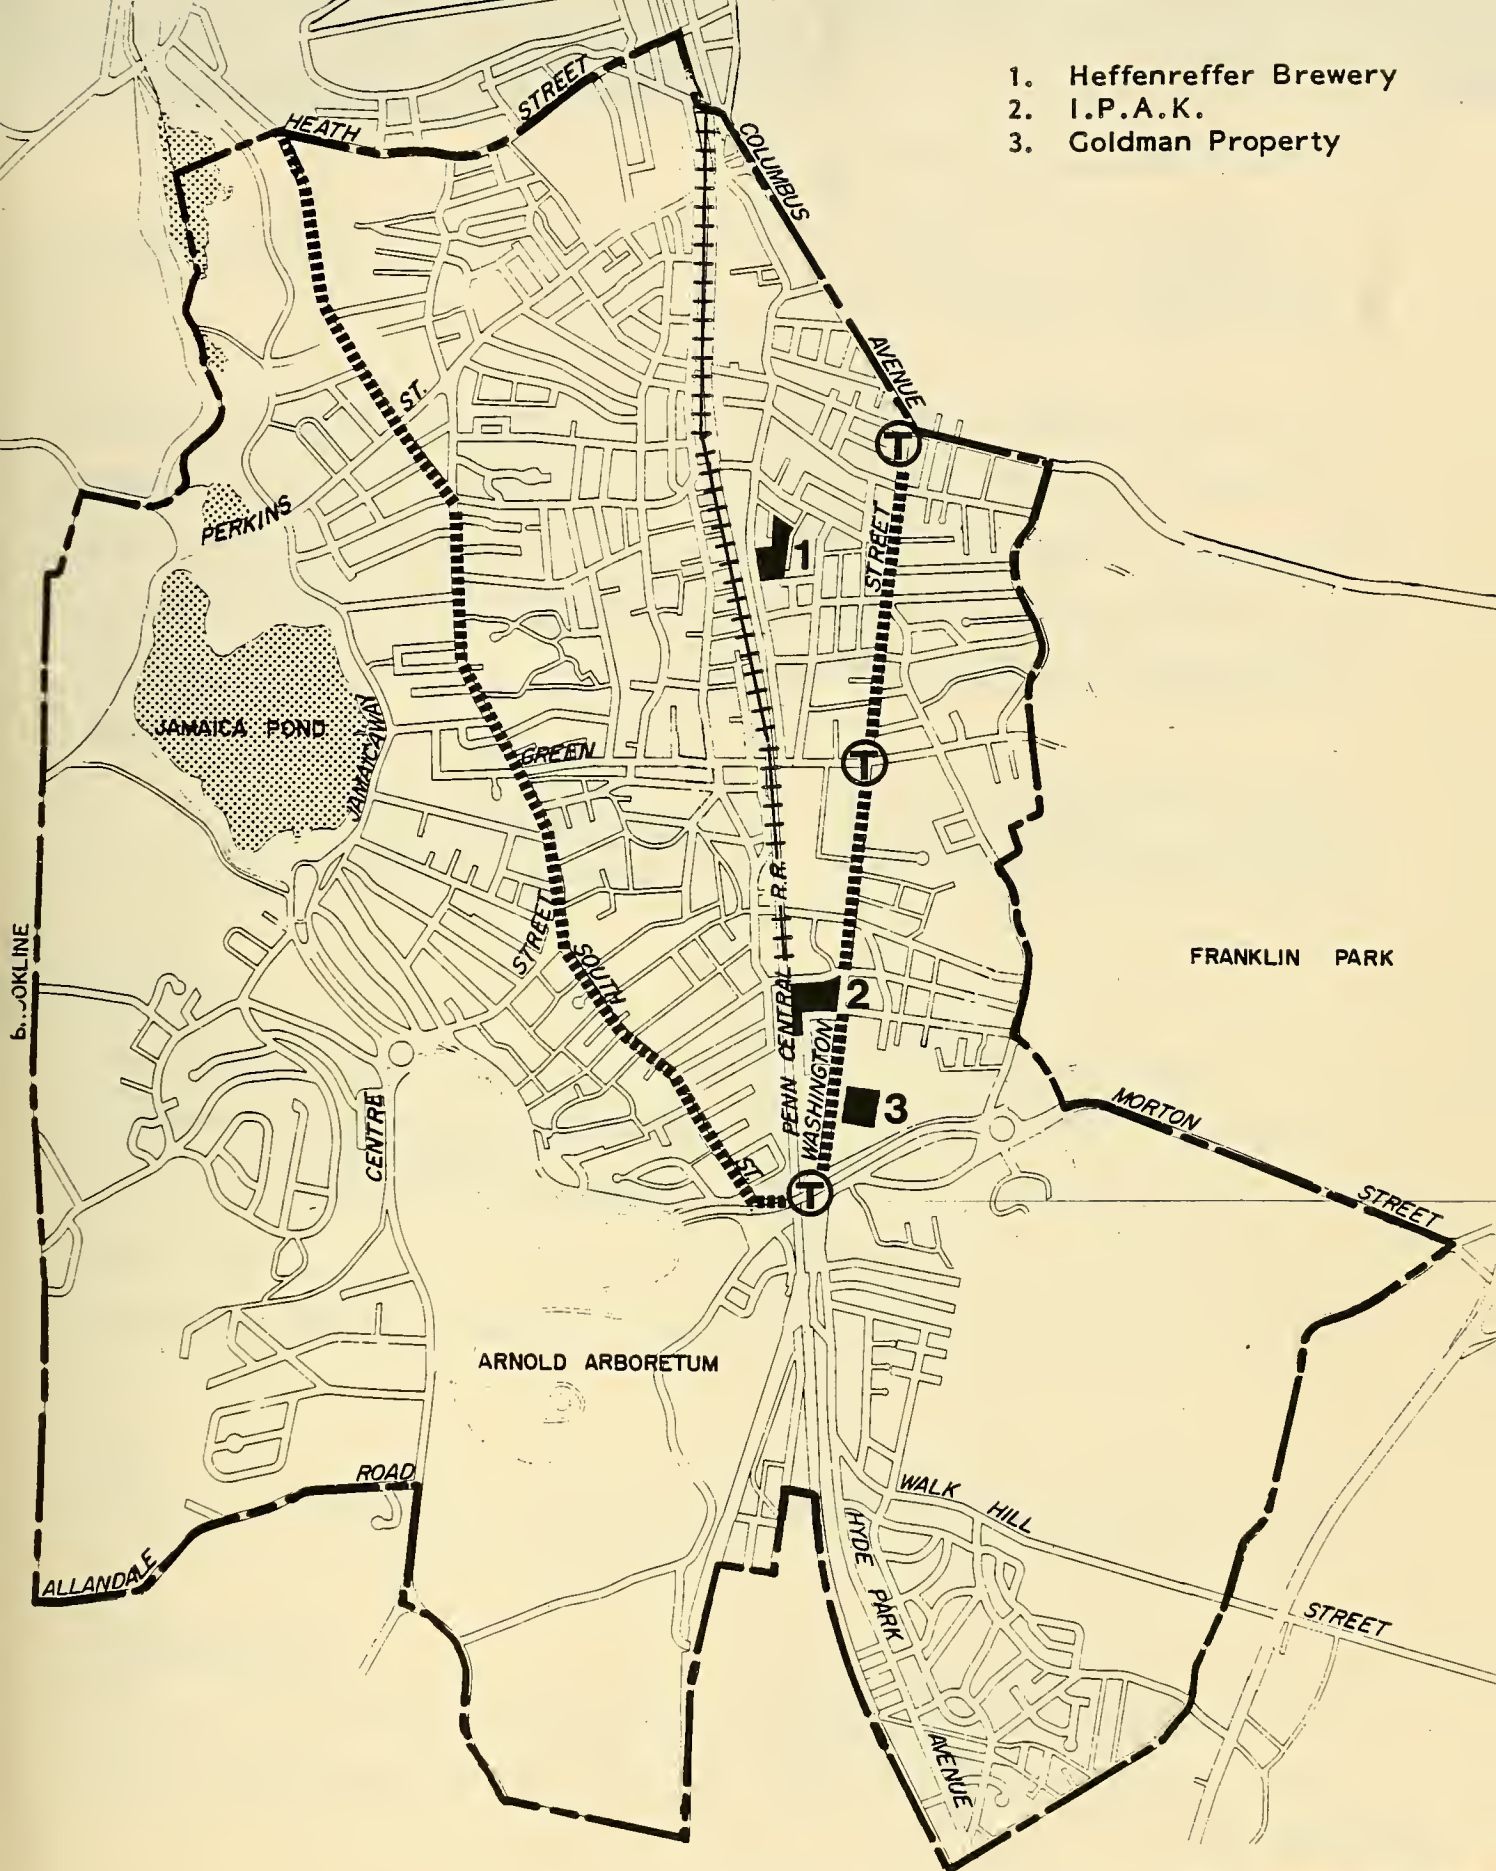 1. Heffenreffer Brewery
2. I.P.A.K.
3. Goldman Property
HEATH
STREET
COLUMBUS
AVENUE
ST.
T
PERKINS
STREET
1
JAMAICA POND
JAMAICAWAY
GREEN
T
R.R.
STREET
SOUTH
FRANKLIN PARK
2
PENN CENTRAL
WASHINGTON
CENTRE
3
MORTON
ST.
T
STREET
ARNOLD ARBORETUM
ROAD
WALK
HILL
HYDE
PARK
ALLANDALE
STREET
AVENUE